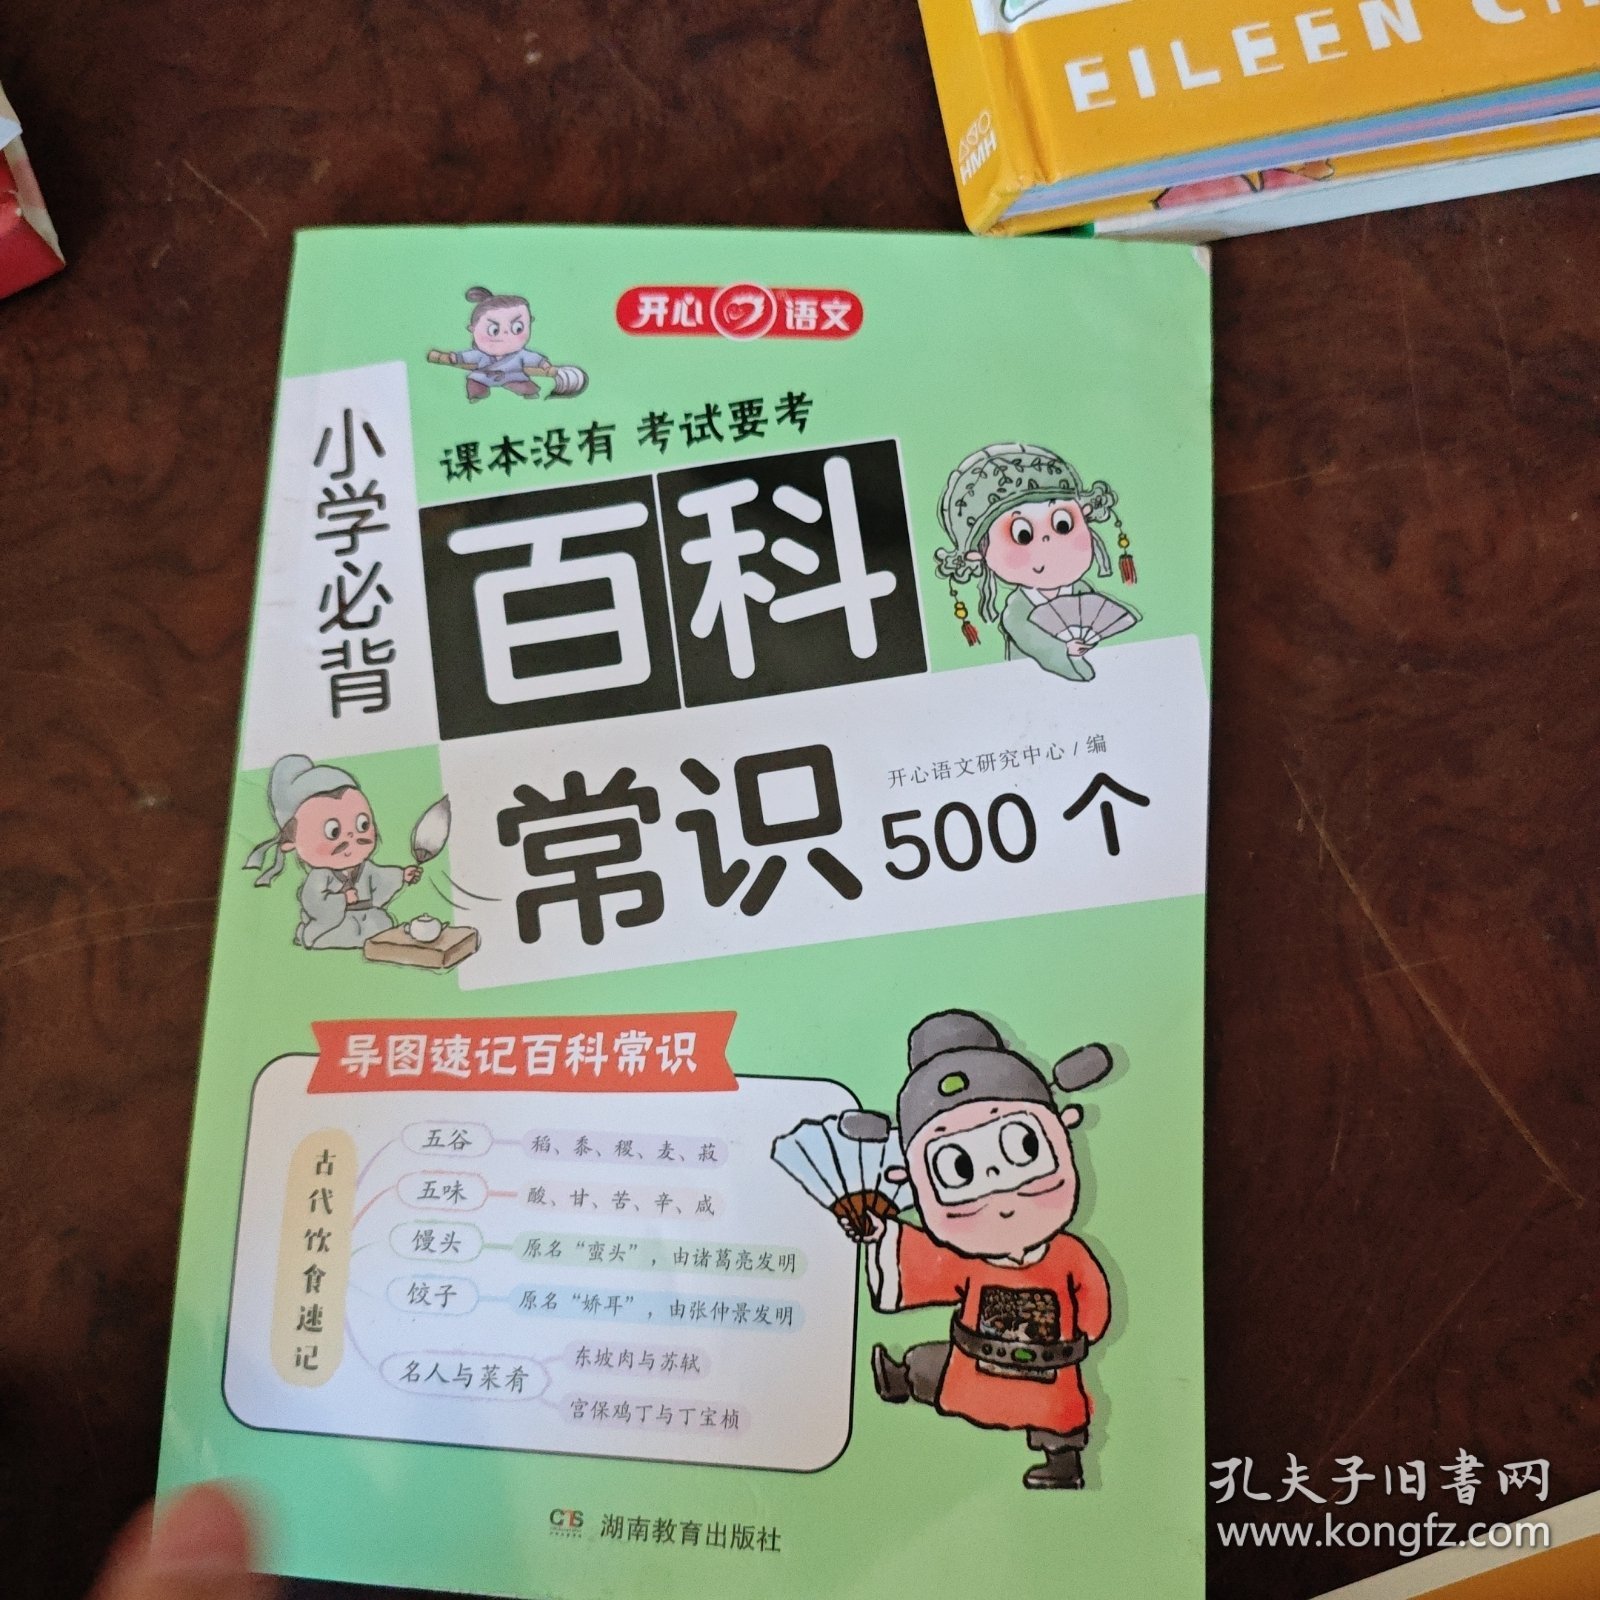 EILEEN
HMH
开心语文
课本没有 考试要考
小学必背
百科
常识500个
开心语文研究中心/编
导图速记百科常识
古代饮食速记
五谷 稻、黍、稷、麦、菽
五味 酸、甘、苦、辛、咸
馒头 原名“蛮头”，由诸葛亮发明
饺子 原名“娇耳”，由张仲景发明
名人与菜肴
东坡肉与苏轼
宫保鸡丁与丁宝桢
湖南教育出版社
孔夫子旧书网
www.kongfz.com